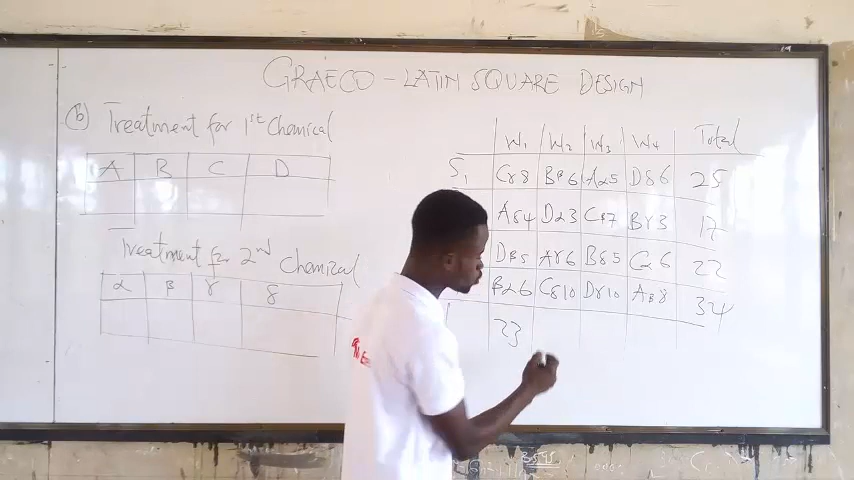 GRAECO - LATIN SQUARE DESIGN
(b) Treatment for 1st Chemical
A B C D
Treatment for 2nd Chemical
α β γ δ
W1 W2 W3 W4 Total
S1 Cγ8 Bβ6 Aα5 Dδ6 25
Aδ4 Dα3 Cβ7 Bγ3 17
Dβ5 Aγ6 Bδ5 Cα6 22
Bα6 Cδ10 Dγ10 Aβ8 34
23